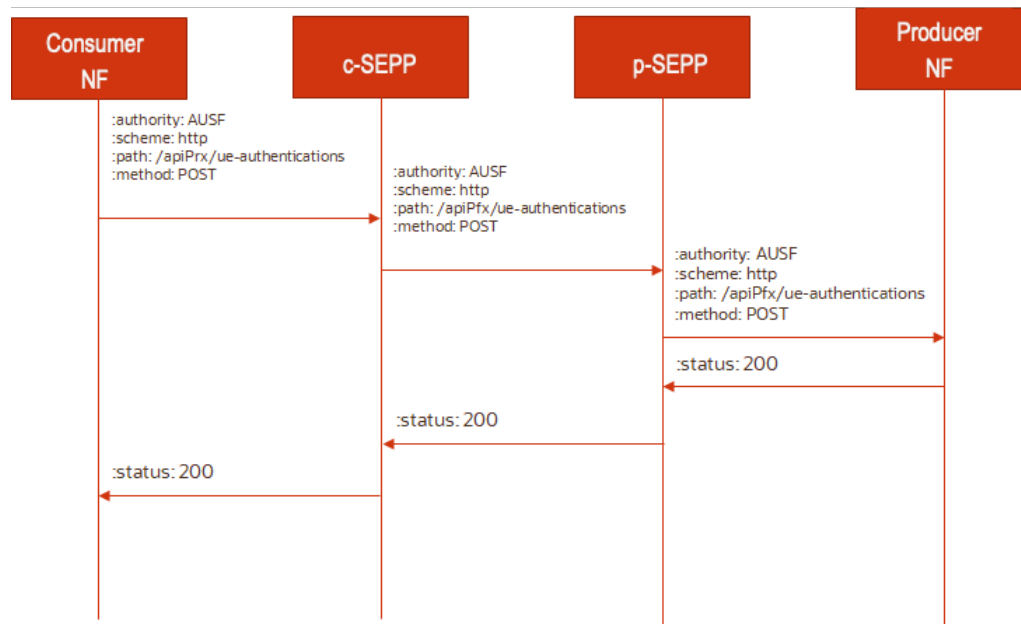 Consumer
NF
c-SEPP
p-SEPP
Producer
NF
:authority: AUSF
:scheme: http
:path: /apiPrx/ue-authentications
:method: POST
:authority: AUSF
:scheme: http
:path: /apiPfx/ue-authentications
:method: POST
:authority: AUSF
:scheme: http
:path: /apiPfx/ue-authentications
:method: POST
:status: 200
:status: 200
:status: 200